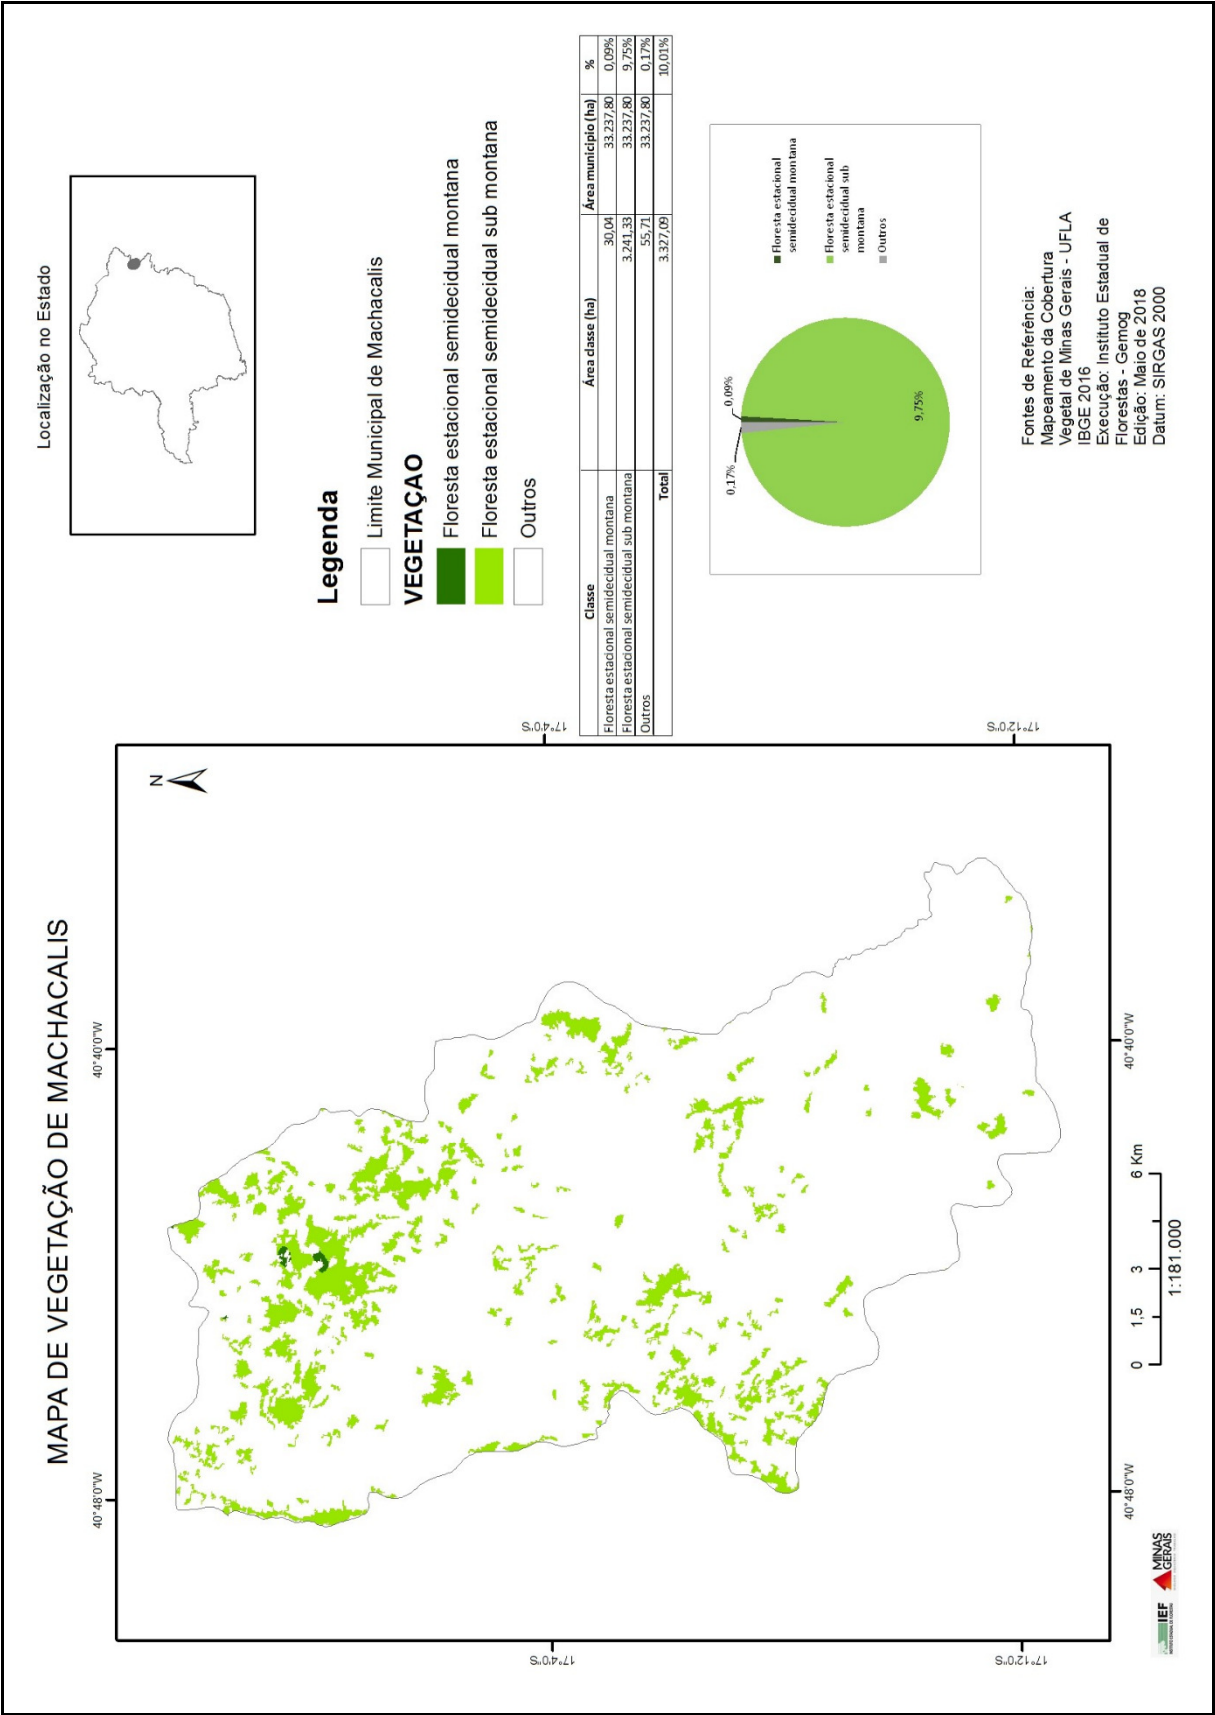 MAPA DE VEGETAÇÃO DE MACHACALIS
40°48'0"W
40°40'0"W
N
17°4'0"S
17°12'0"S
17°4'0"S
17°12'0"S
40°48'0"W
40°40'0"W
0 1,5 3 6 Km
1:181.000
IEF
MINAS
GERAIS
Localização no Estado
Legenda
Limite Municipal de Machacalis
VEGETAÇAO
Floresta estacional semidecidual montana
Floresta estacional semidecidual sub montana
Outros
Classe Área classe (ha) Área município (ha) %
Floresta estacional semidecidual montana 30,04 33.237,80 0,09%
Floresta estacional semidecidual sub montana 3.241,33 33.237,80 9,75%
Outros 55,71 33.237,80 0,17%
Total 3.327,09 10,01%
0,17%
0,09%
9,75%
Floresta estacional
semidecidual montana
Floresta estacional
semidecidual sub
montana
Outros
Fontes de Referência:
Mapeamento da Cobertura
Vegetal de Minas Gerais - UFLA
IBGE 2016
Execução: Instituto Estadual de
Florestas - Gemog
Edição: Maio de 2018
Datum: SIRGAS 2000